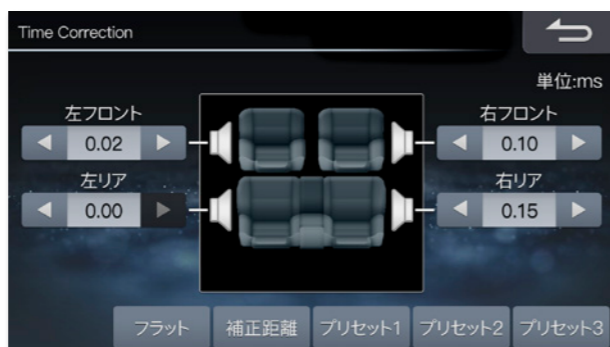 Time Correction
単位:ms
左フロント
0.02
右フロント
0.10
左リア
0.00
右リア
0.15
フラット
補正距離
プリセット1
プリセット2
プリセット3